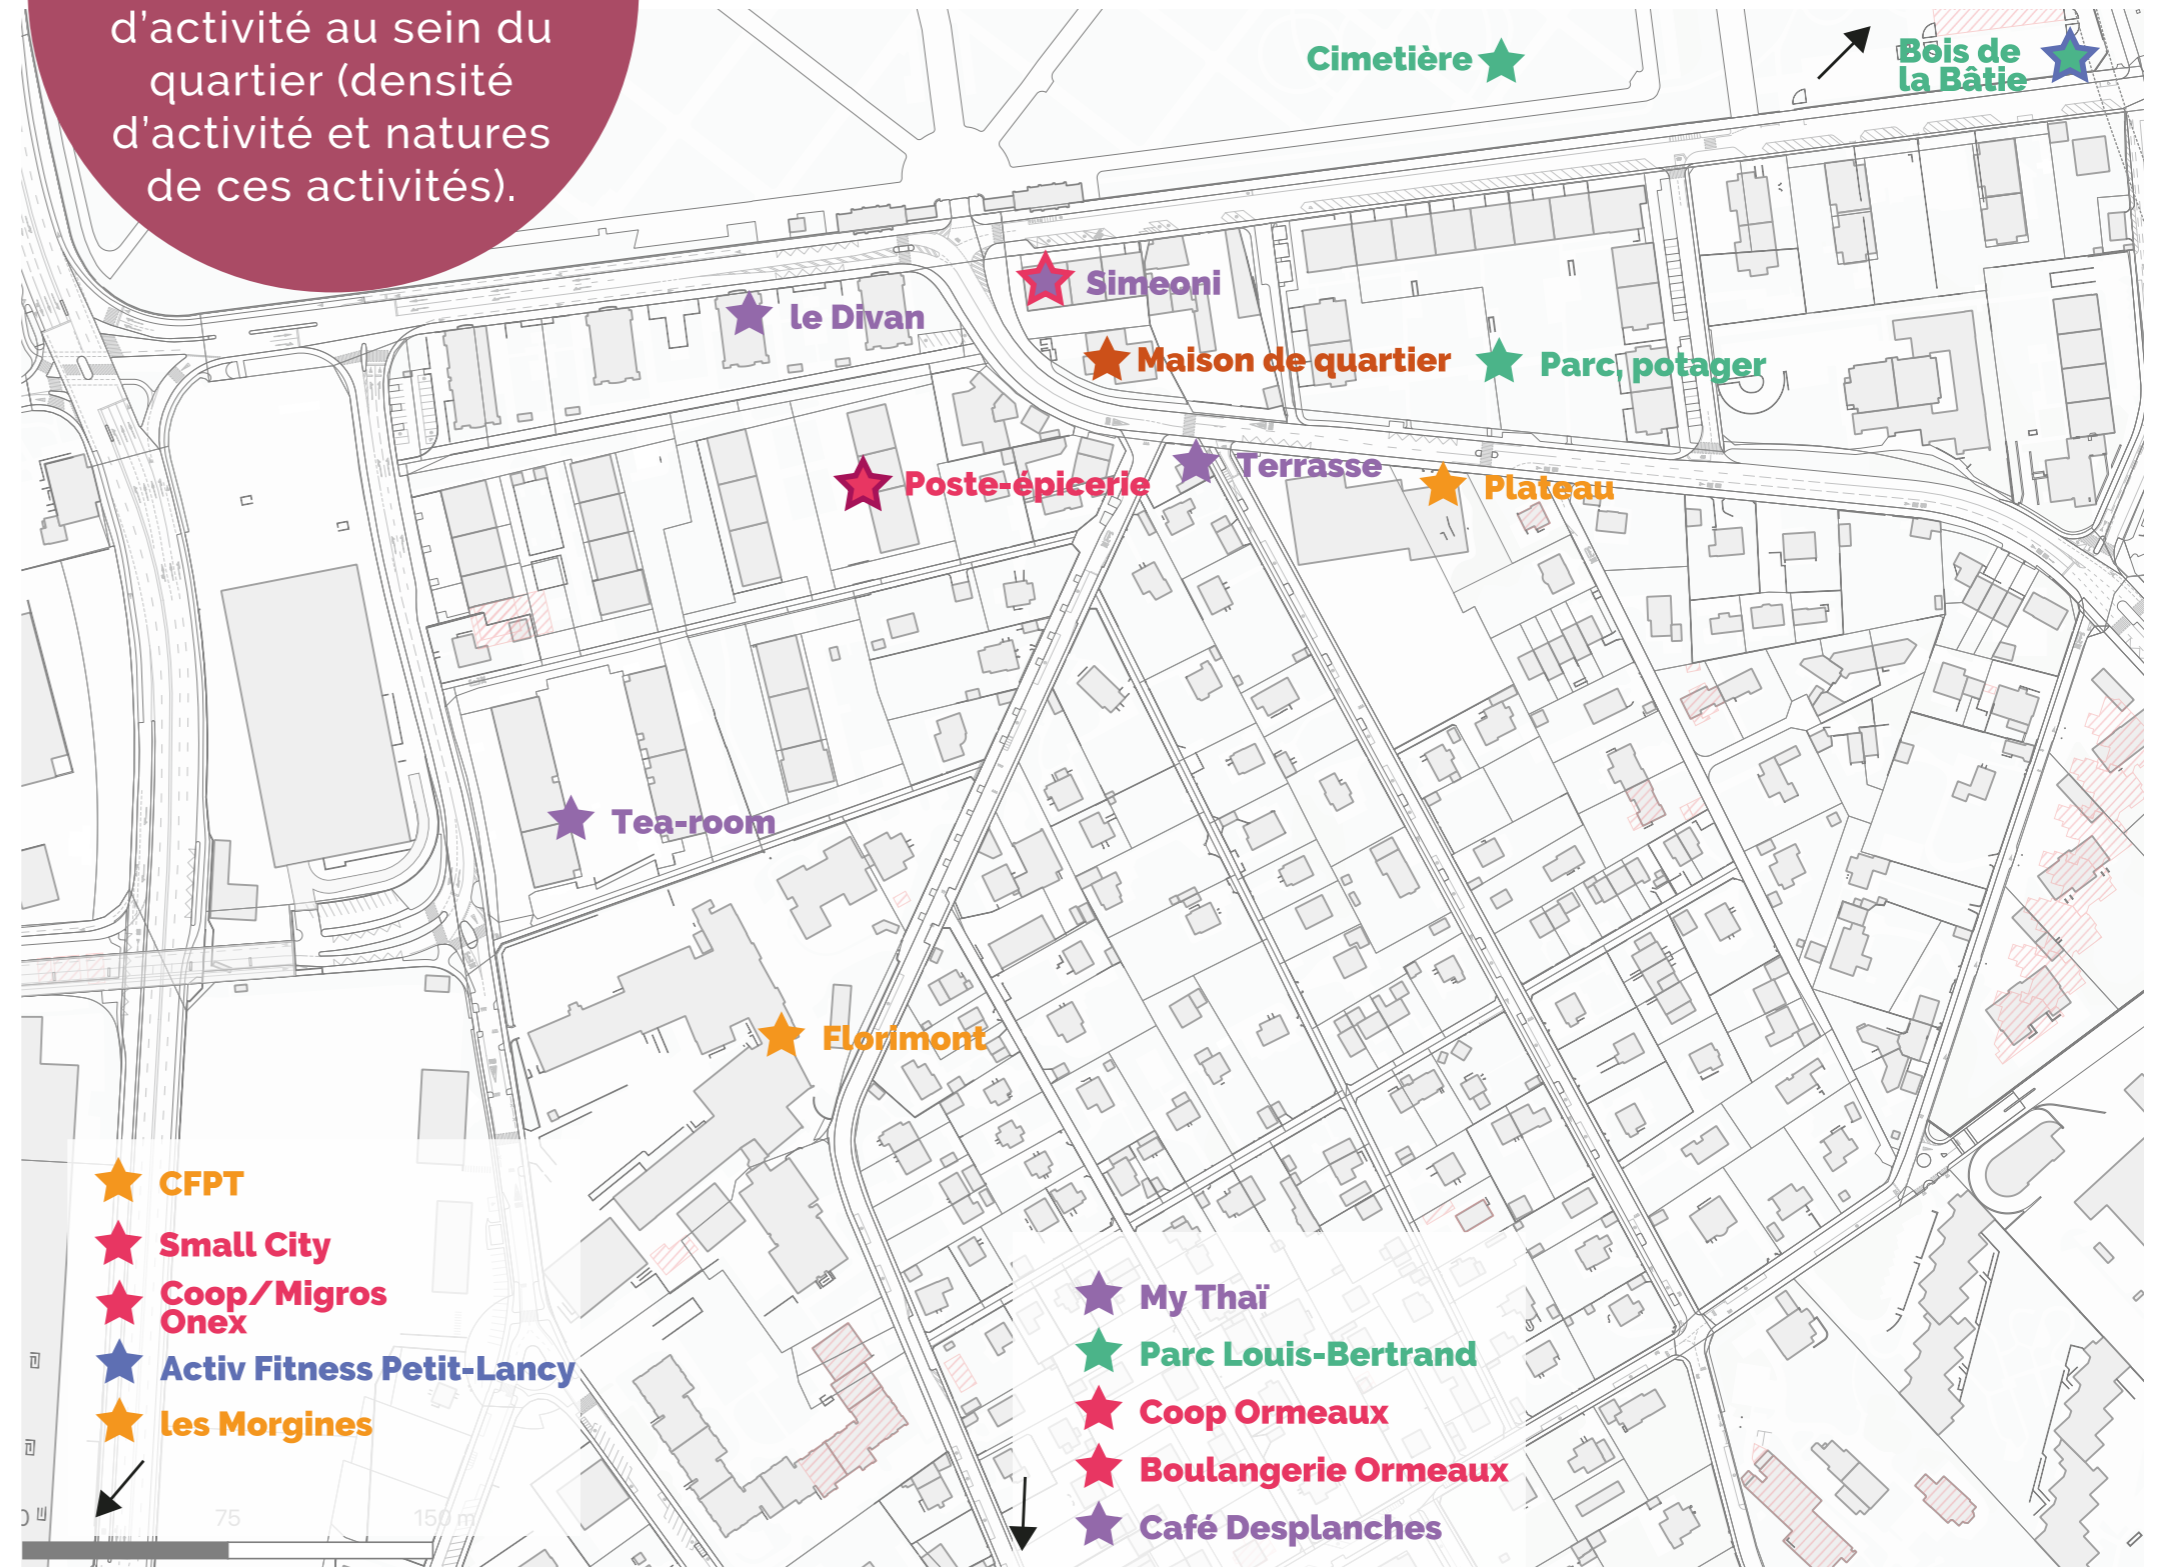 d'activité au sein du
quartier (densité
d'activité et natures
de ces activités).
Cimetière
Bois de
la Bâtie
Simeoni
le Divan
Maison de quartier
Parc, potager
Terrasse
Poste-épicerie
Plateau
Tea-room
Florimont
CFPT
Small City
Coop/Migros
Onex
Activ Fitness Petit-Lancy
les Morgines
0
75
150 m
My Thaï
Parc Louis-Bertrand
Coop Ormeaux
Boulangerie Ormeaux
Café Desplanches